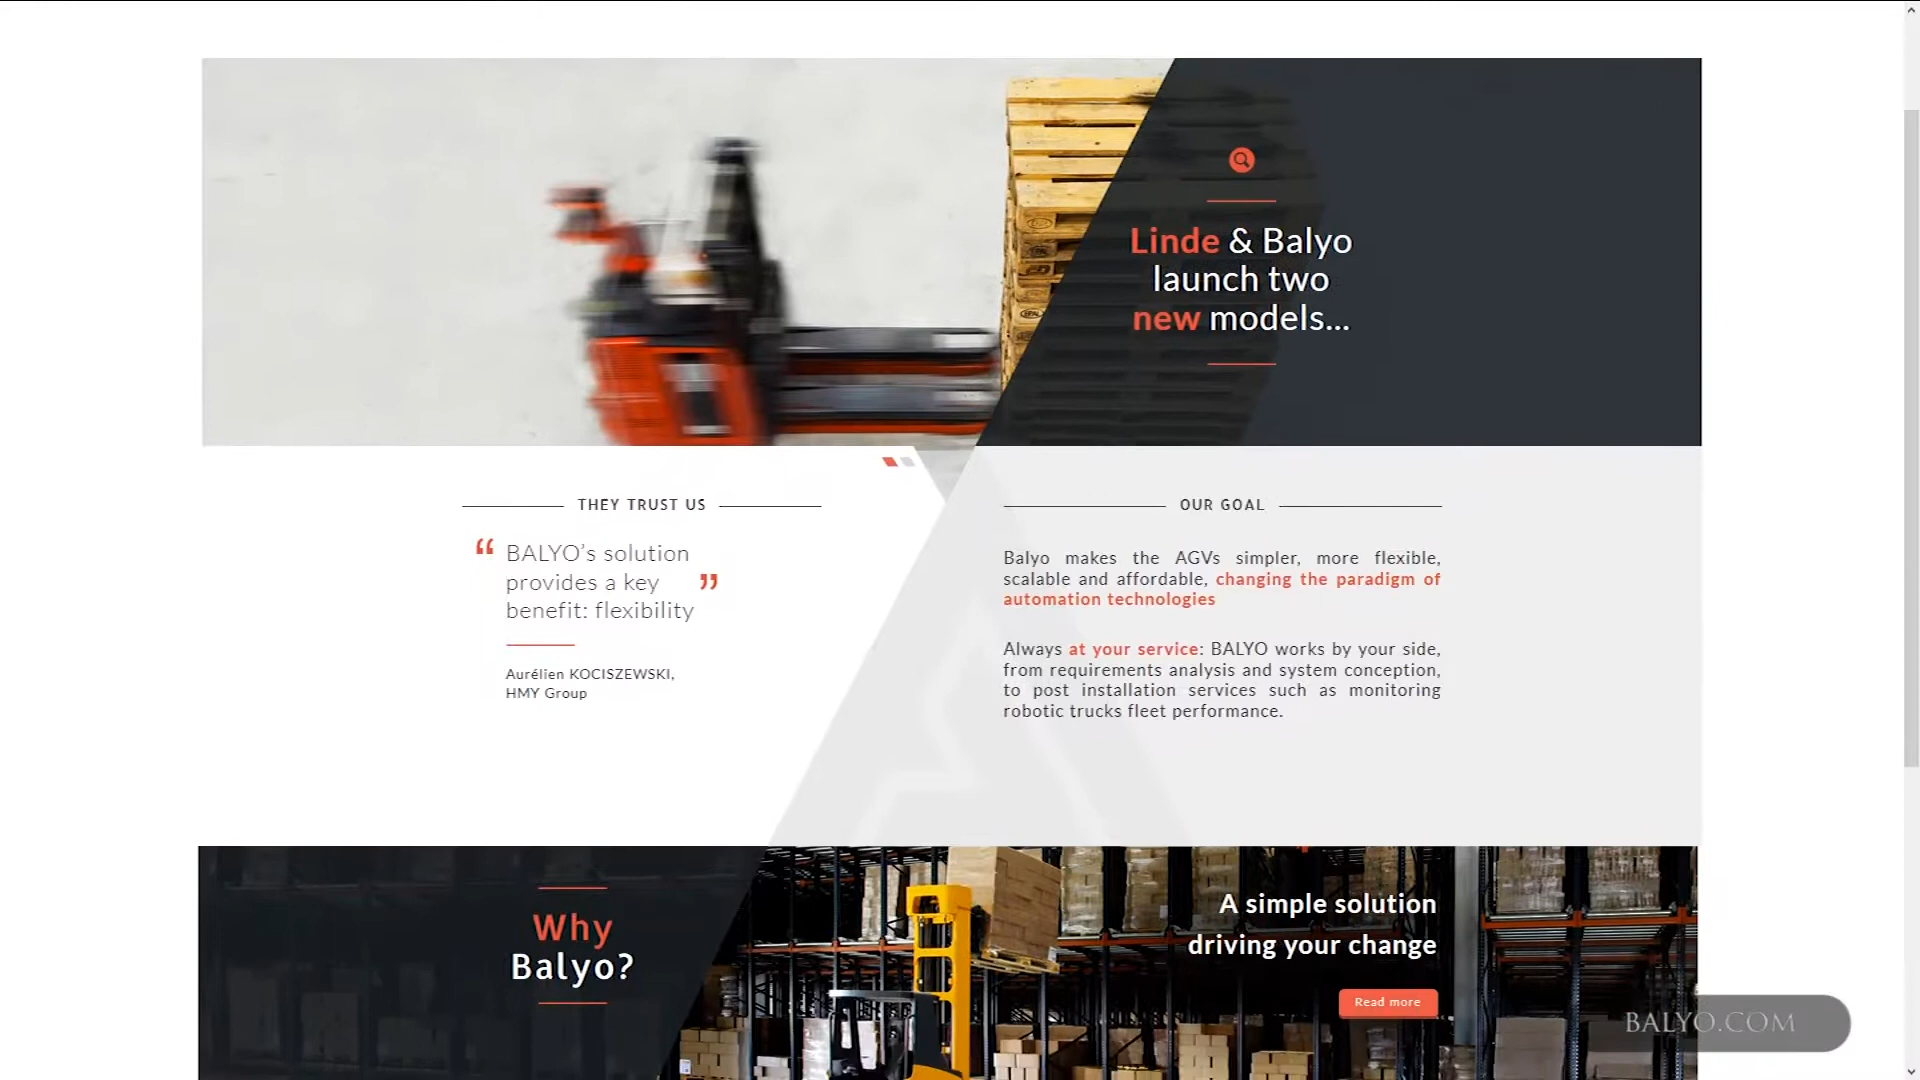 Linde & Balyo
launch two
new models...
THEY TRUST US
“ BALYO’s solution
provides a key ”
benefit: flexibility
Aurélien KOCISZEWSKI,
HMY Group
OUR GOAL
Balyo makes the AGVs simpler, more flexible,
scalable and affordable, changing the paradigm of
automation technologies
Always at your service: BALYO works by your side,
from requirements analysis and system conception,
to post installation services such as monitoring
robotic trucks fleet performance.
Why
Balyo?
A simple solution
driving your change
Read more
BALYO.COM